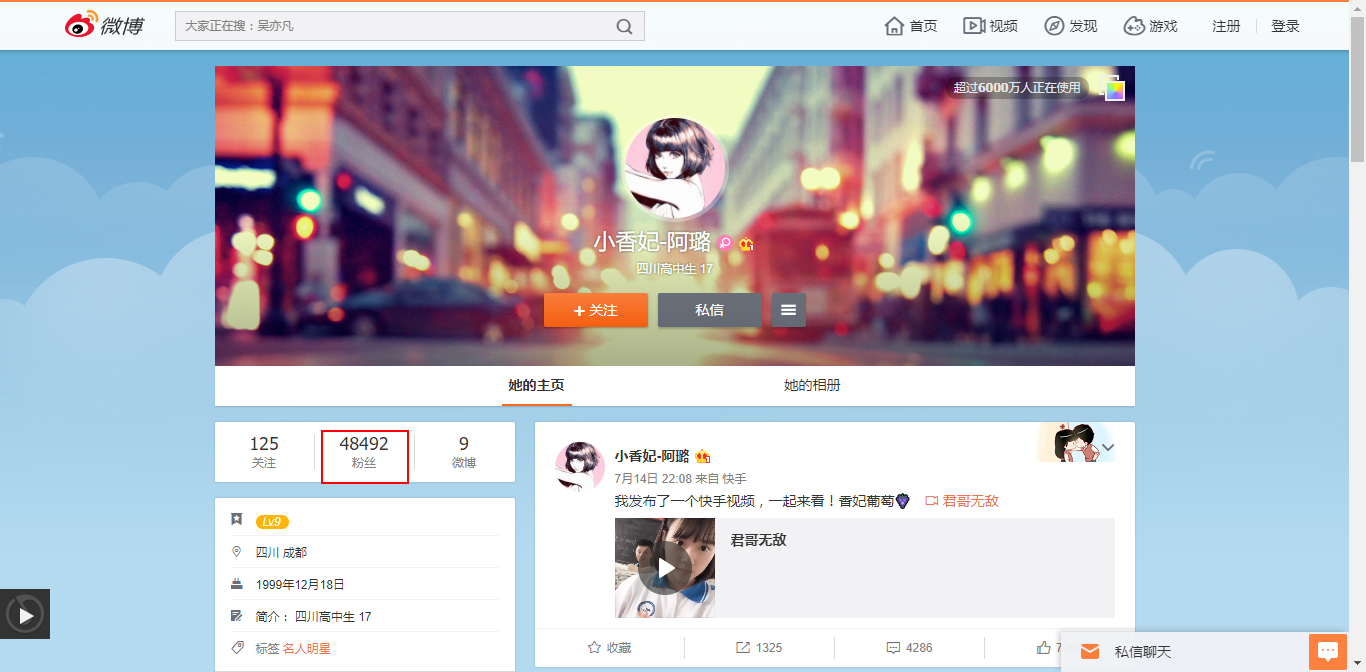 微博
大家正在搜：吴亦凡
首页
视频
发现
游戏
注册
登录
超过6000万人正在使用
小香妃-阿璐
四川高中生 17
+关注
私信
她的主页
她的相册
125
关注
48492
粉丝
9
微博
Lv.9
四川 成都
1999年12月18日
简介： 四川高中生 17
标签 名人明星
小香妃-阿璐
7月14日 22:08 来自 快手
我发布了一个快手视频，一起来看！香妃葡萄 君哥无敌
君哥无敌
收藏
1325
4286
私信聊天